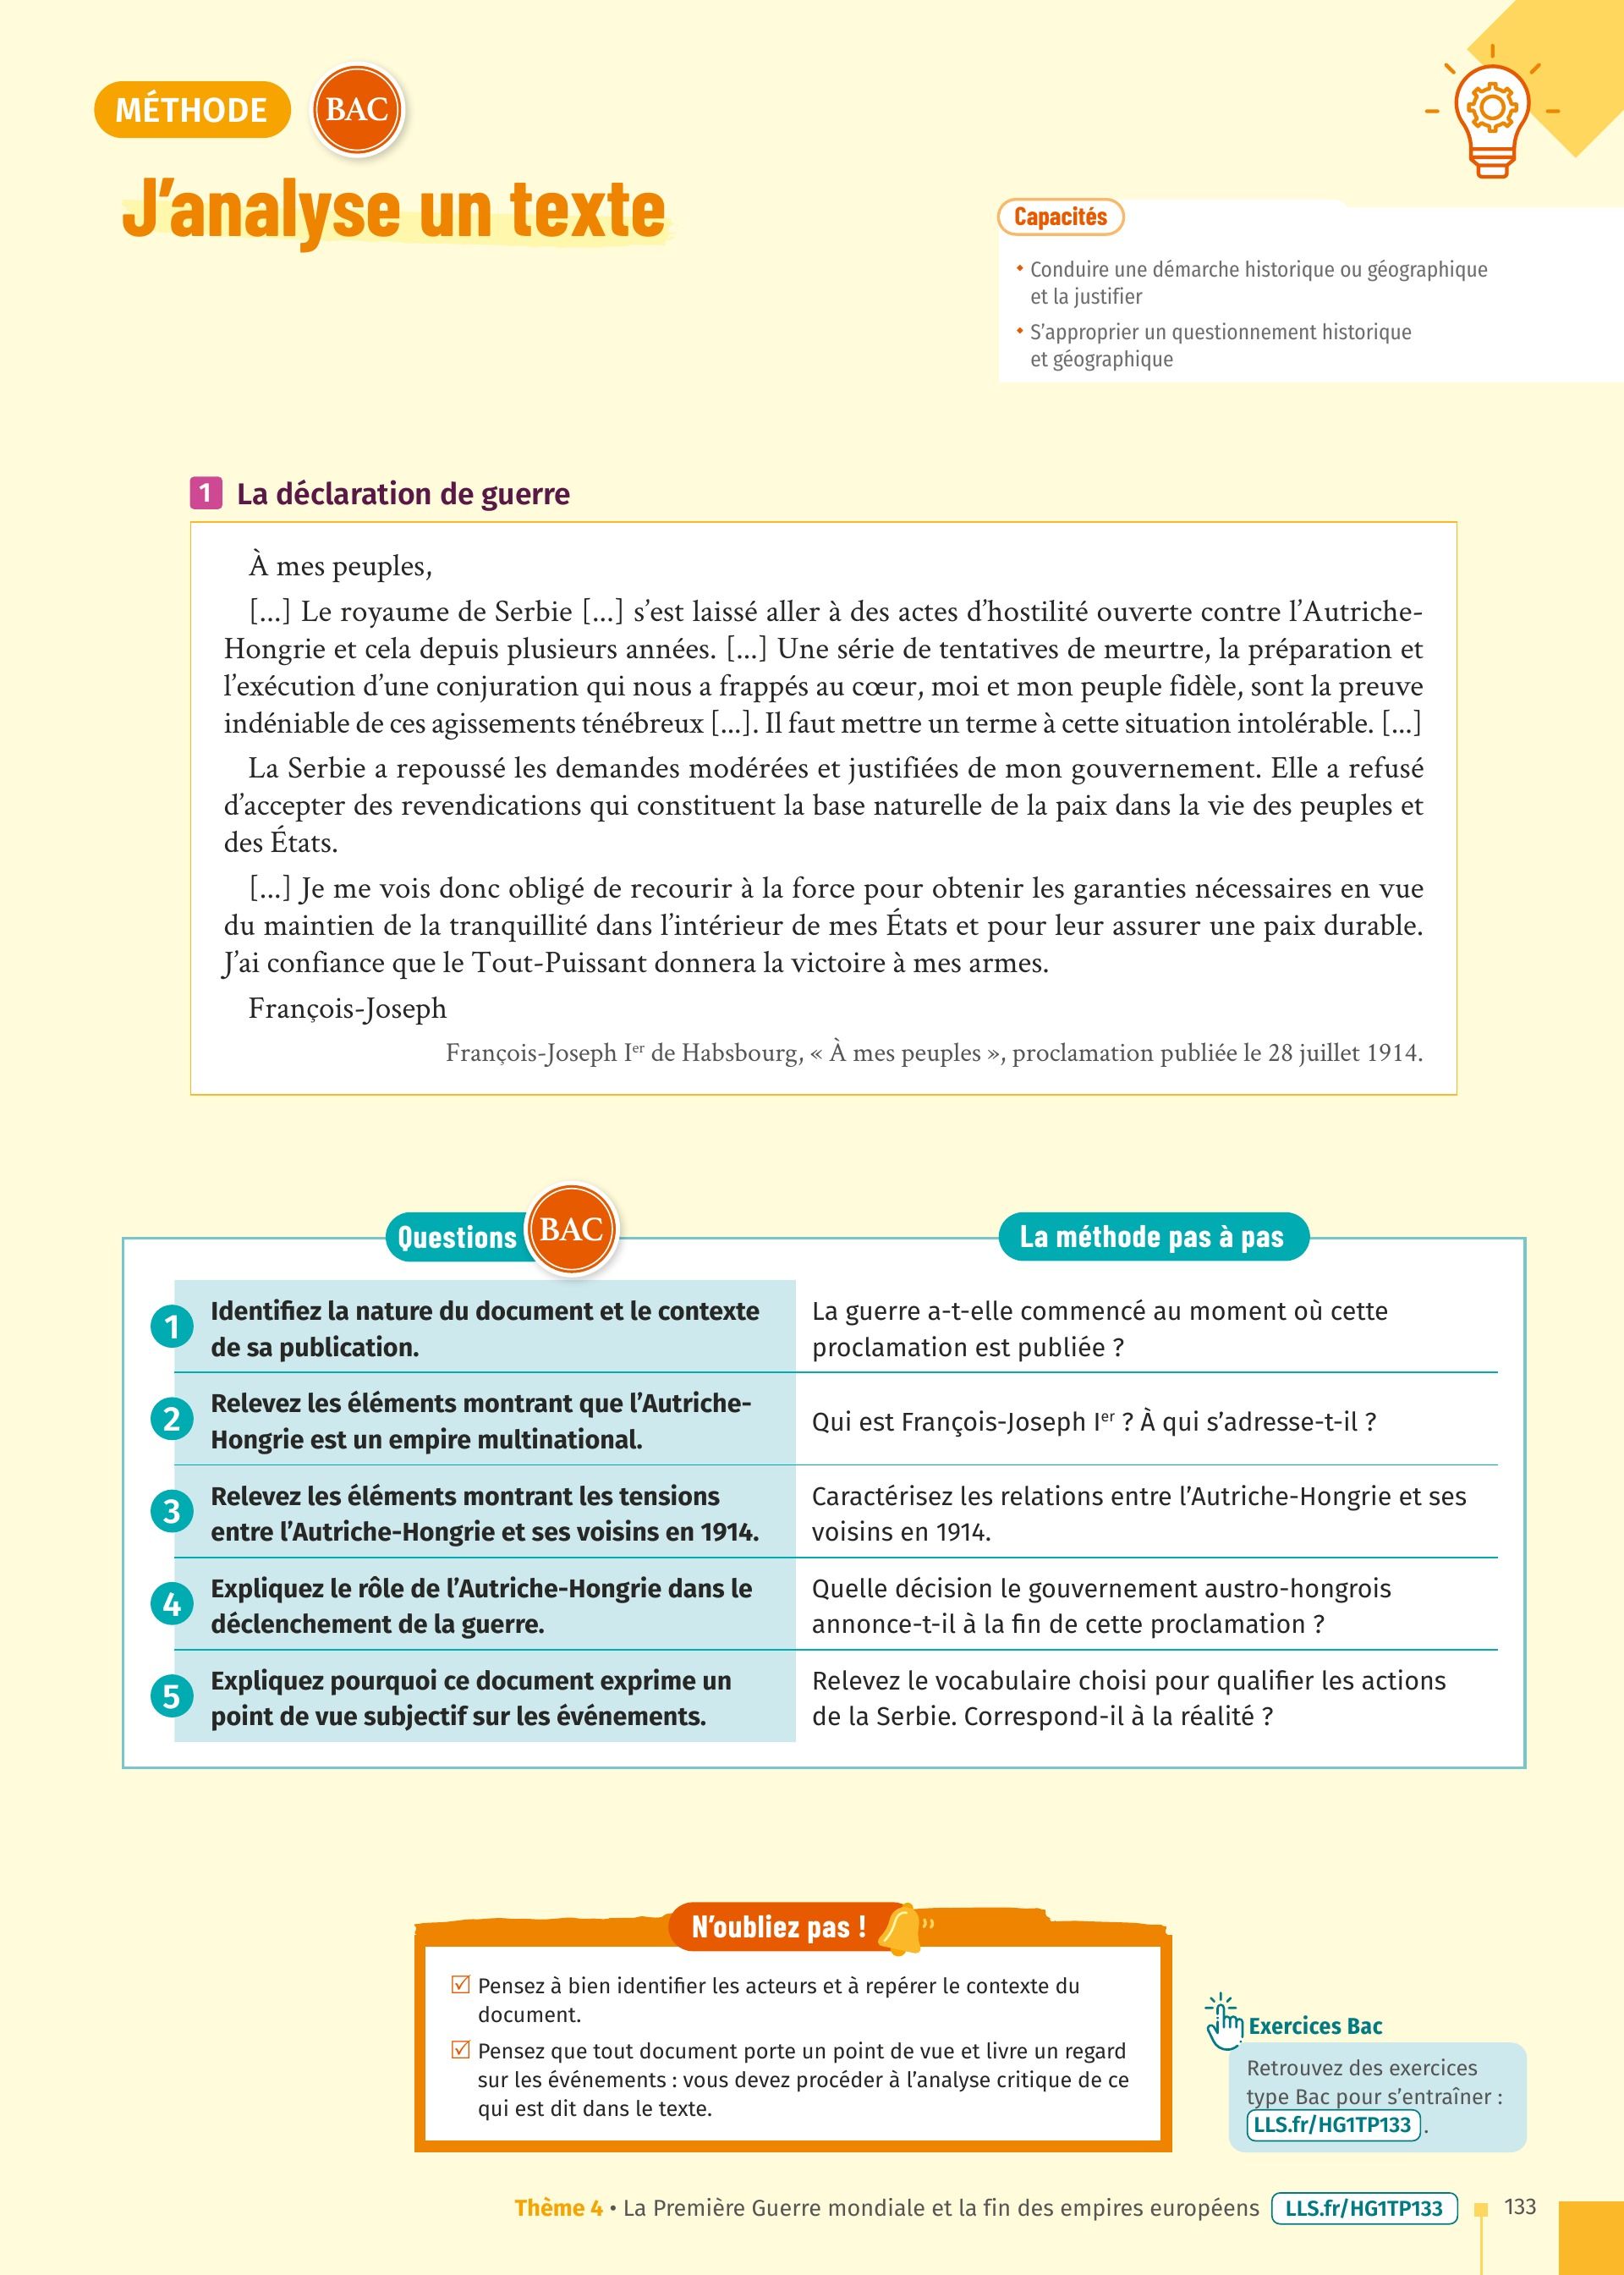 MÉTHODE
BAC
J’analyse un texte
Capacités
• Conduire une démarche historique ou géographique
et la justifier
• S’approprier un questionnement historique
et géographique
1 La déclaration de guerre
À mes peuples,
[...] Le royaume de Serbie [...] s’est laissé aller à des actes d’hostilité ouverte contre l’Autriche-
Hongrie et cela depuis plusieurs années. [...] Une série de tentatives de meurtre, la préparation et
l’exécution d’une conjuration qui nous a frappés au cœur, moi et mon peuple fidèle, sont la preuve
indéniable de ces agissements ténébreux [...]. Il faut mettre un terme à cette situation intolérable. [...]
La Serbie a repoussé les demandes modérées et justifiées de mon gouvernement. Elle a refusé
d’accepter des revendications qui constituent la base naturelle de la paix dans la vie des peuples et
des États.
[...] Je me vois donc obligé de recourir à la force pour obtenir les garanties nécessaires en vue
du maintien de la tranquillité dans l’intérieur de mes États et pour leur assurer une paix durable.
J’ai confiance que le Tout-Puissant donnera la victoire à mes armes.
François-Joseph
François-Joseph Ier de Habsbourg, « À mes peuples », proclamation publiée le 28 juillet 1914.
Questions BAC
La méthode pas à pas
1 Identifiez la nature du document et le contexte
de sa publication.
La guerre a-t-elle commencé au moment où cette
proclamation est publiée ?
2 Relevez les éléments montrant que l’Autriche-
Hongrie est un empire multinational.
Qui est François-Joseph Ier ? À qui s’adresse-t-il ?
3 Relevez les éléments montrant les tensions
entre l’Autriche-Hongrie et ses voisins en 1914.
Caractérisez les relations entre l’Autriche-Hongrie et ses
voisins en 1914.
4 Expliquez le rôle de l’Autriche-Hongrie dans le
déclenchement de la guerre.
Quelle décision le gouvernement austro-hongrois
annonce-t-il à la fin de cette proclamation ?
5 Expliquez pourquoi ce document exprime un
point de vue subjectif sur les événements.
Relevez le vocabulaire choisi pour qualifier les actions
de la Serbie. Correspond-il à la réalité ?
N’oubliez pas !
Pensez à bien identifier les acteurs et à repérer le contexte du
document.
Pensez que tout document porte un point de vue et livre un regard
sur les événements : vous devez procéder à l’analyse critique de ce
qui est dit dans le texte.
Exercices Bac
Retrouvez des exercices
type Bac pour s’entraîner :
LLS.fr/HG1TP133 .
Thème 4 • La Première Guerre mondiale et la fin des empires européens LLS.fr/HG1TP133 133